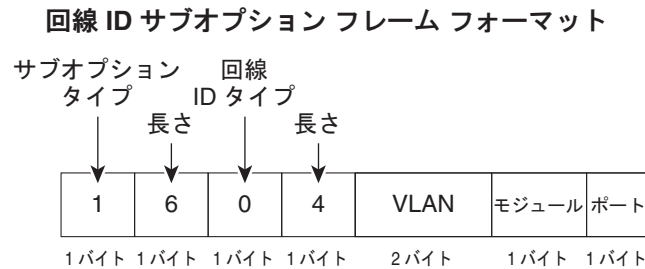 回線 ID サブオプション フレーム フォーマット
サブオプション
タイプ
回線
ID タイプ
長さ
長さ
1 6 0 4 VLAN モジュール ポート
1 バイト 1 バイト 1 バイト 1 バイト 2 バイト 1 バイト 1 バイト